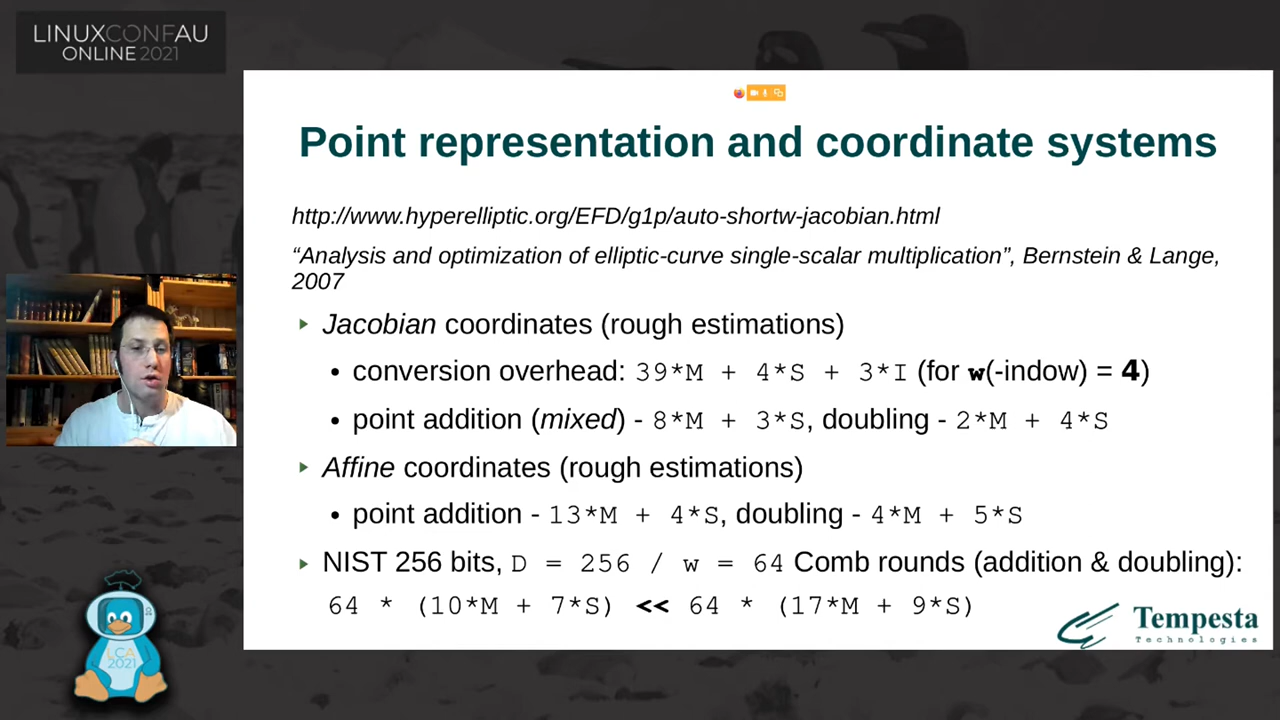 LINUXCONFAU
ONLINE 2021
Point representation and coordinate systems
http://www.hyperelliptic.org/EFD/g1p/auto-shortw-jacobian.html
“Analysis and optimization of elliptic-curve single-scalar multiplication”, Bernstein & Lange,
2007
Jacobian coordinates (rough estimations)
conversion overhead: 39*M + 4*S + 3*I (for w(-indow) = 4)
point addition (mixed) - 8*M + 3*S, doubling - 2*M + 4*S
Affine coordinates (rough estimations)
point addition - 13*M + 4*S, doubling - 4*M + 5*S
NIST 256 bits, D = 256 / w = 64 Comb rounds (addition & doubling):
64 * (10*M + 7*S) << 64 * (17*M + 9*S)
Tempesta
Technologies
LCA
2021